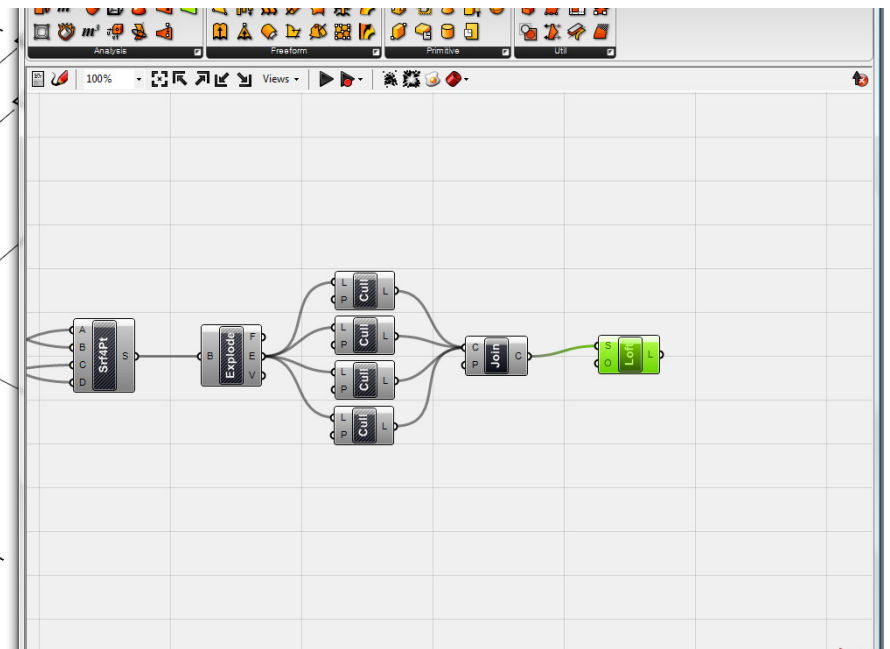 Analysis Freeform Primitive Util
100% Views
L
P
Cull
L
A
B
C
D
Srf4Pt
S
B
Explode
F
E
V
L
P
Cull
L
C
P
Join
C
S
O
Loft
L
L
P
Cull
L
L
P
Cull
L